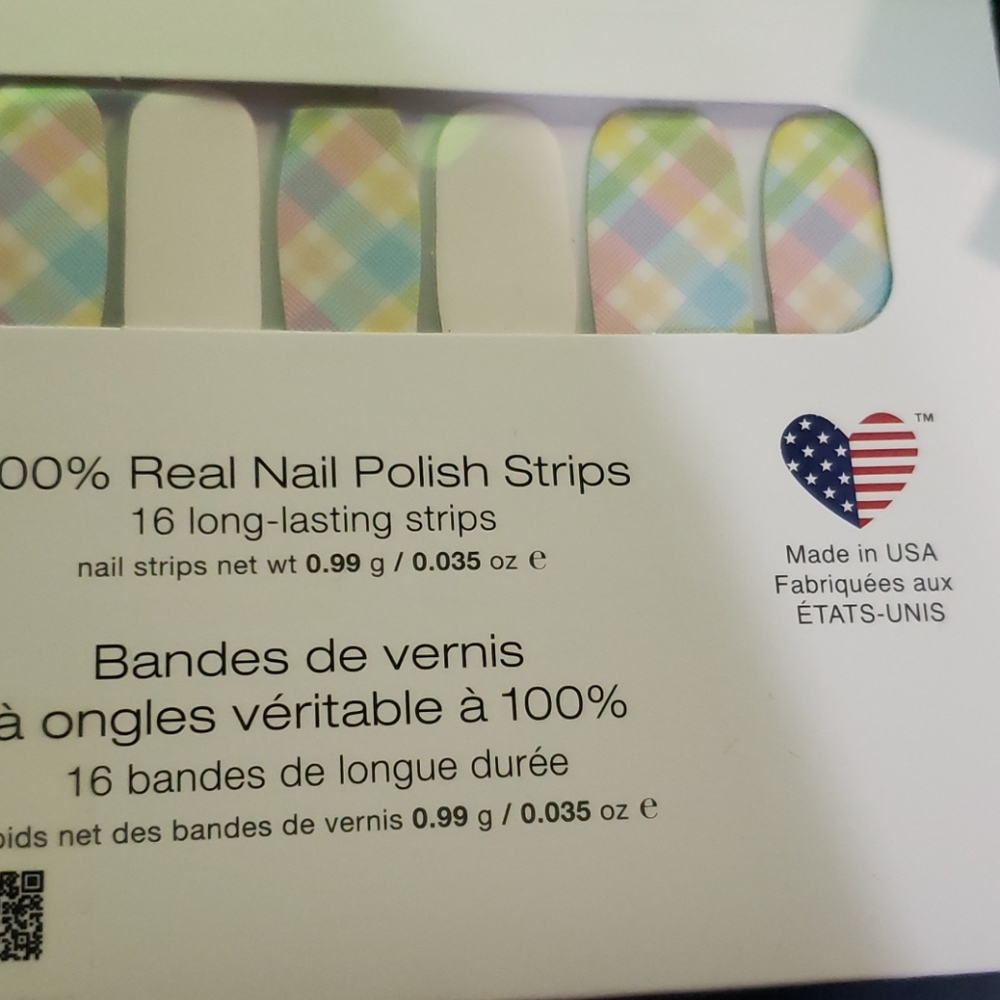 00% Real Nail Polish Strips
16 long-lasting strips
nail strips net wt 0.99 g / 0.035 oz e
TM
Made in USA
Fabriquées aux
ÉTATS-UNIS
Bandes de vernis
à ongles véritable à 100%
16 bandes de longue durée
oids net des bandes de vernis 0.99 g / 0.035 oz e